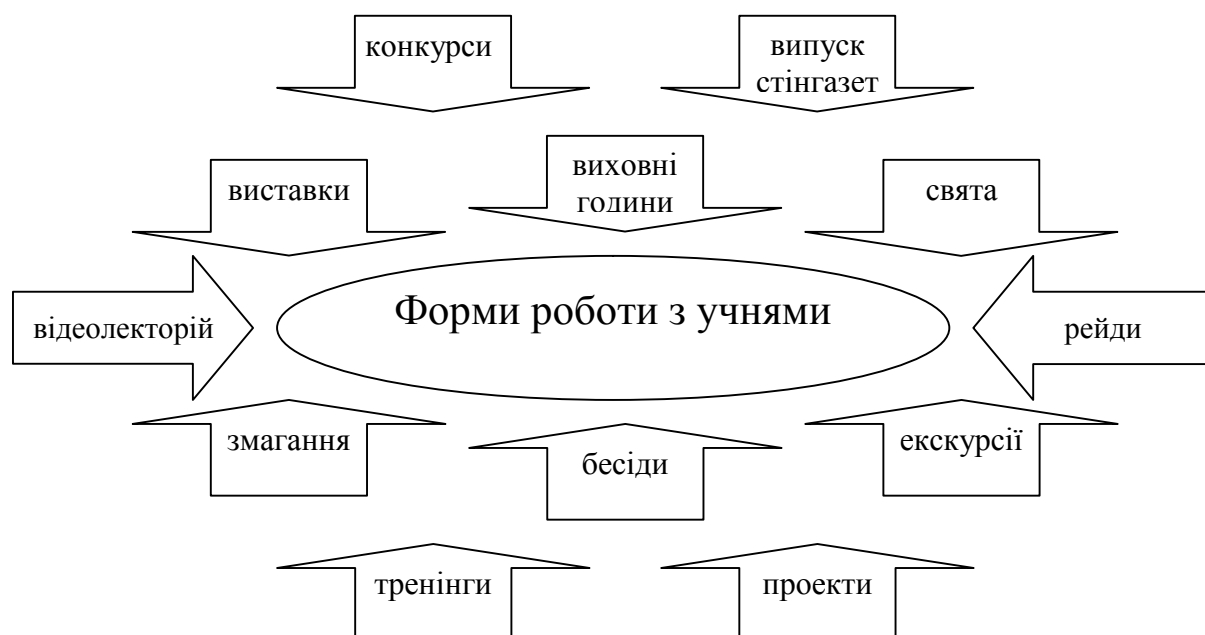 конкурси
випуск
стінгазет
виставки
виховні
години
свята
відеолекторій
Форми роботи з учнями
рейди
змагання
бесіди
екскурсії
тренінги
проекти